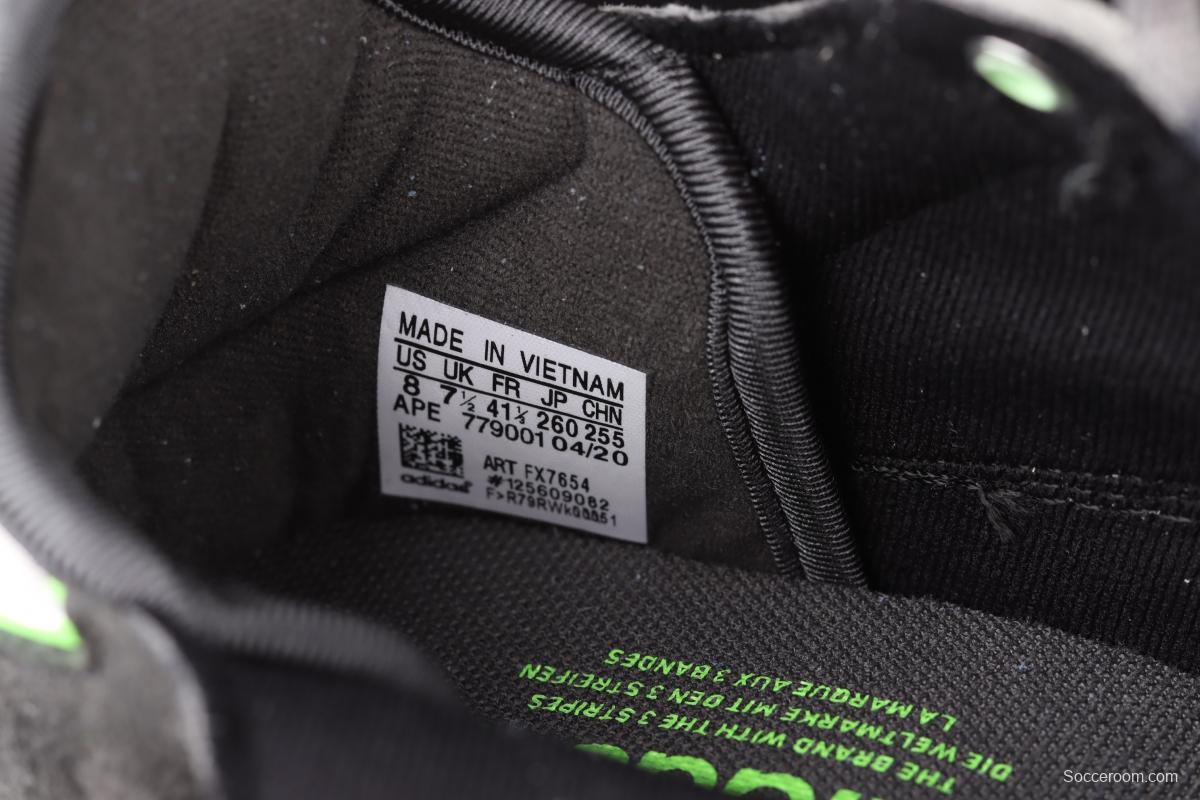 MADE IN VIETNAM
US UK FR JP CHN
8 7½ 41⅓ 260 255
APE 779001 04/20
ART FX7654
#125609082
adidas
THE BRAND WITH THE 3 STRIPES
DIE WELTMARKE MIT DEN 3 STREIFEN
LA MARQUE AUX 3 BANDES
Socceroom.com